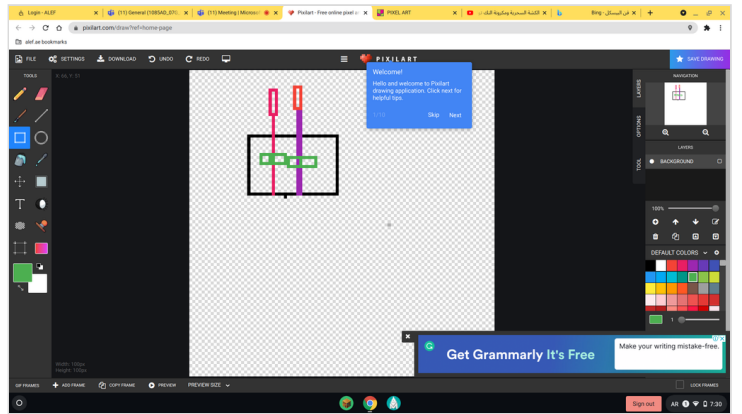 Login - ALEF
(11) General (1085AD_ST0..
(11) Meeting | Microsoft
Pixilart - Free online pixel ar
PIXEL ART
Bing - فن البيسكل
pixilart.com/draw?ref=home-page
alef.ae bookmarks
FILE
SETTINGS
DOWNLOAD
UNDO
REDO
PIXILART
SAVE DRAWING
TOOLS
Welcome!
Hello and welcome to Pixilart
drawing application. Click next for
helpful tips.
1/10
Skip
Next
LAYERS
OPTIONS
TOOL
NAVIGATION
LAYERS
BACKGROUND
100%
DEFAULT COLORS
1
Get Grammarly It's Free
Make your writing mistake-free.
Width: 100px
Height: 100px
GIF FRAMES
ADD FRAME
COPY FRAME
PREVIEW
PREVIEW SIZE
LOCK FRAMES
Sign out
AR
7:30